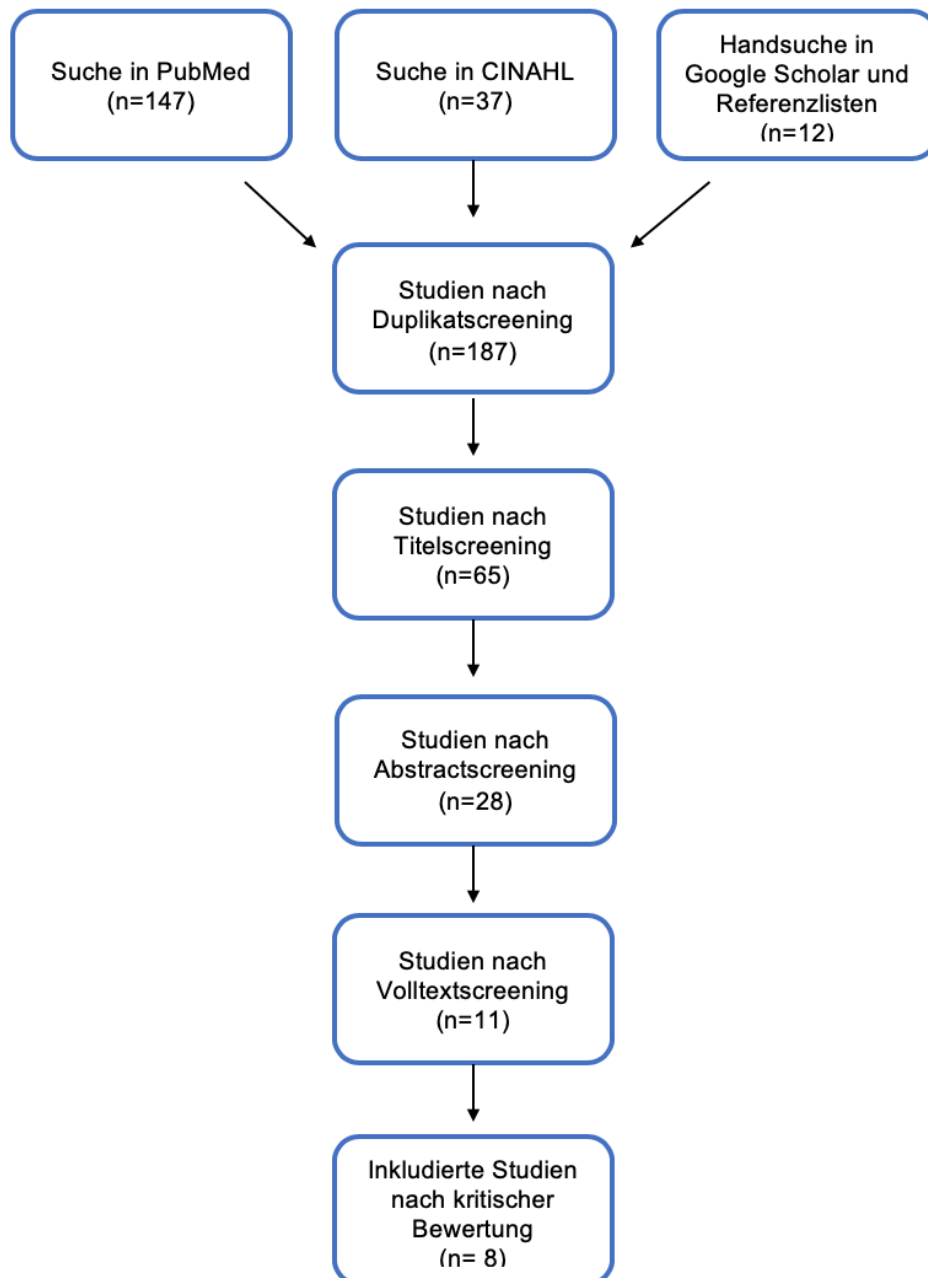 Suche in PubMed
(n=147)
Suche in CINAHL
(n=37)
Handsuche in
Google Scholar und
Referenzlisten
(n=12)
Studien nach
Duplikatscreening
(n=187)
Studien nach
Titelscreening
(n=65)
Studien nach
Abstractscreening
(n=28)
Studien nach
Volltextscreening
(n=11)
Inkludierte Studien
nach kritischer
Bewertung
(n= 8)